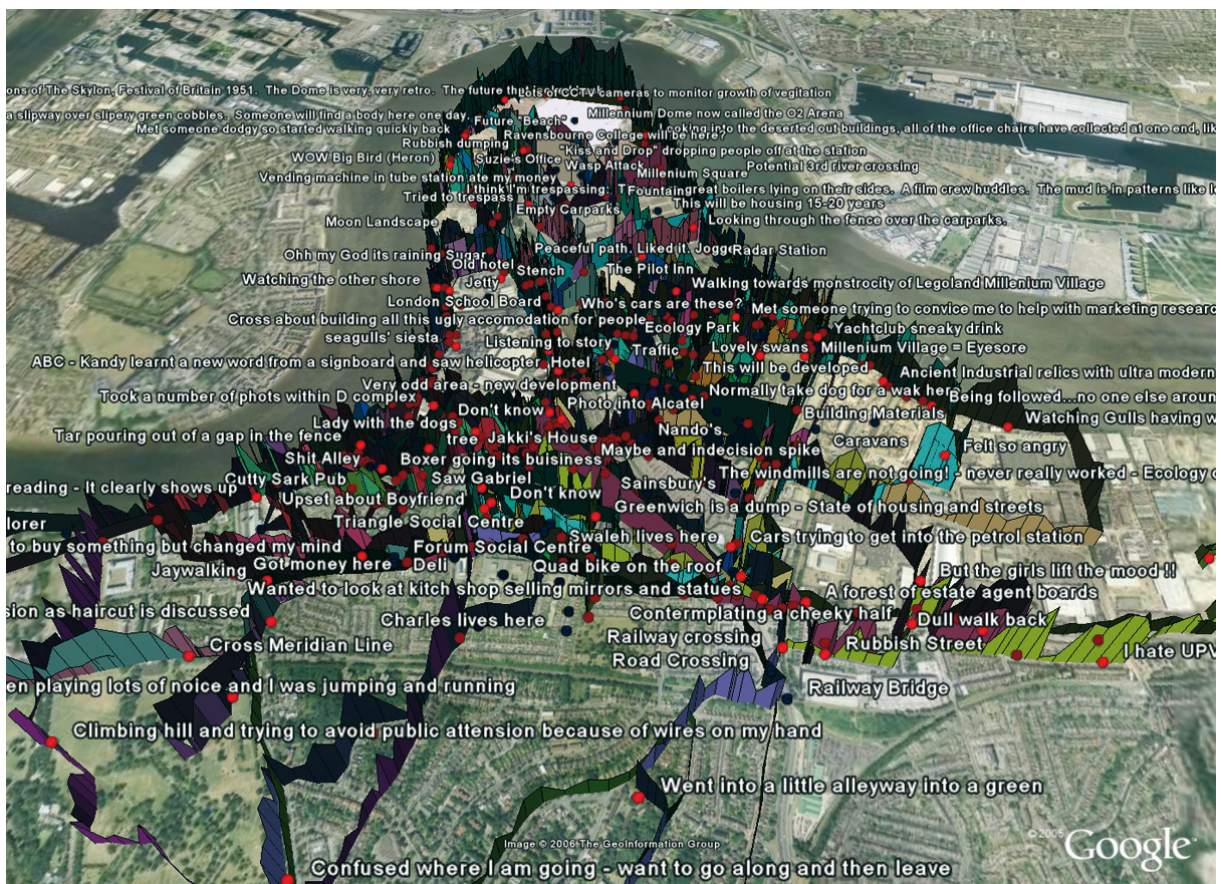 ons of The Skylon, Festival of Britain 1951. The Dome is very, very retro. The future
Lots of CCTV cameras to monitor growth of vegitation
a slipway over slipery green cobbles. Someone will find a body here one day
Future "Beach"
Millennium Dome now called the O2 Arena
Met someone dodgy so started walking quickly back
Ravensbourne College will be here?
Looking into the deserted out buildings, all of the office chairs have collected at one end, lik
Rubbish dumping
"Kiss and Drop" dropping people off at the station
WOW Big Bird (Heron)
Suzie's Office
Wasp Attack
Potential 3rd river crossing
Vending machine in tube station ate my money
Millenium Square
I think I'm trespassing:
Fountain
great boilers lying on their sides. A film crew huddles. The mud is in patterns like
Tried to trespass
This will be housing 15-20 years
Empty Carparks
Moon Landscape
Looking through the fence over the carparks.
Ohh my God its raining Sugar
Peaceful path. Liked it. Jogge
Radar Station
Old hotel
Stench
The Pilot Inn
Watching the other shore
Jetty
Walking towards monstrocity of Legoland Millenium Village
London School Board
Who's cars are these?
Met someone trying to convice me to help with marketing researc
Cross about building all this ugly accomodation for people
Ecology Park
Yachtclub sneaky drink
seagulls' siesta
Listening to story
Traffic
Lovely swans
Millenium Village = Eyesore
ABC - Kandy learnt a new word from a signboard and saw helicopter
Hotel
This will be developed
Ancient Industrial relics with ultra modern
Very odd area - new development
Normally take dog for a wak here
Being followed...no one else aroun
Took a number of phots within D complex
Don't know
Photo into Alcatel
Building Materials
Watching Gulls having w
Lady with the dogs
Nando's
Tar pouring out of a gap in the fence
tree
Jakki's House
Caravans
Felt so angry
Shit Alley
Boxer going its buisiness
Maybe and indecision spike
reading - It clearly shows up
Cutty Sark Pub
Saw Gabriel
Sainsbury's
The windmills are not going! - never really worked - Ecology
Upset about Boyfriend
Don't know
Greenwich is a dump - State of housing and streets
lorer
Triangle Social Centre
Swaleh lives here
Cars trying to get into the petrol station
to buy something but changed my mind
Forum Social Centre
Jaywalking
Got money here
Deli
Quad bike on the roof
But the girls lift the mood !!
Wanted to look at kitch shop selling mirrors and statues
A forest of estate agent boards
sion as haircut is discussed
Charles lives here
Contermplating a cheeky half
Dull walk back
Cross Meridian Line
Railway crossing
Rubbish Street
I hate UPV
Road Crossing
en playing lots of noice and I was jumping and running
Railway Bridge
Climbing hill and trying to avoid public attension because of wires on my hand
Went into a little alleyway into a green
Image © 2006 The GeoInformation Group
© 2005 Google™
Confused where I am going - want to go along and then leave